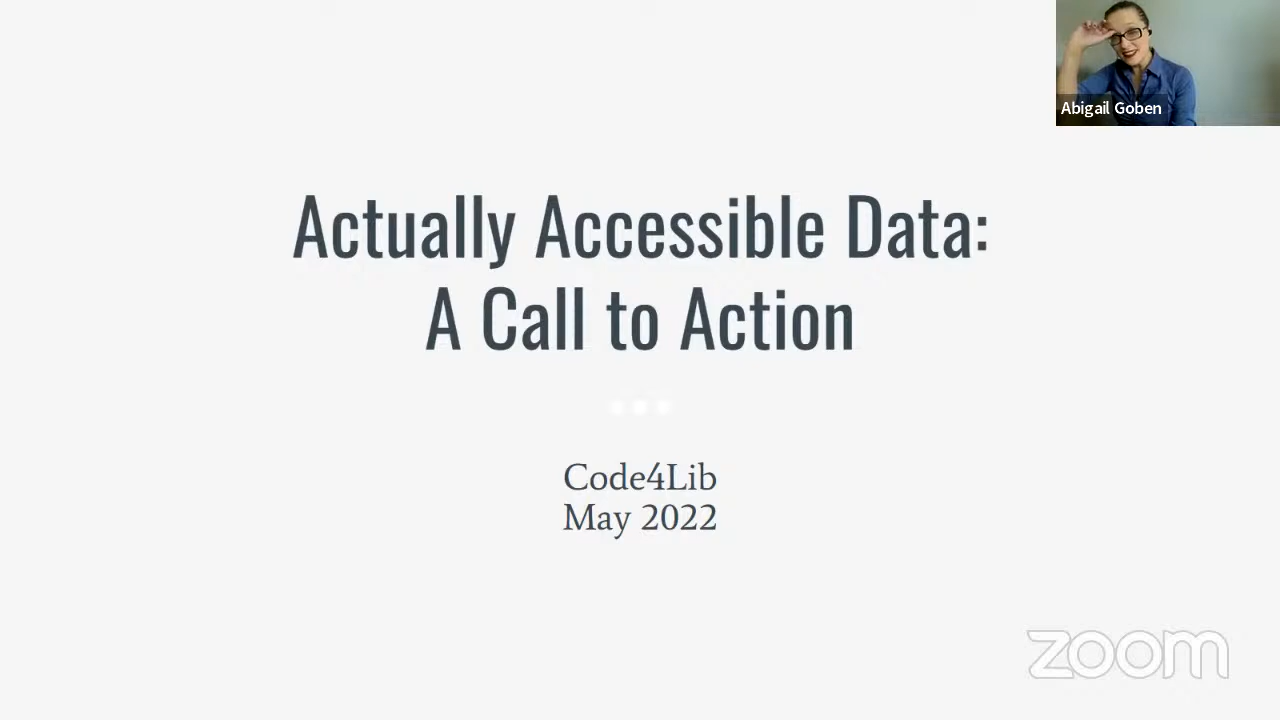 Abigail Goben
Actually Accessible Data:
A Call to Action
Code4Lib
May 2022
zoom